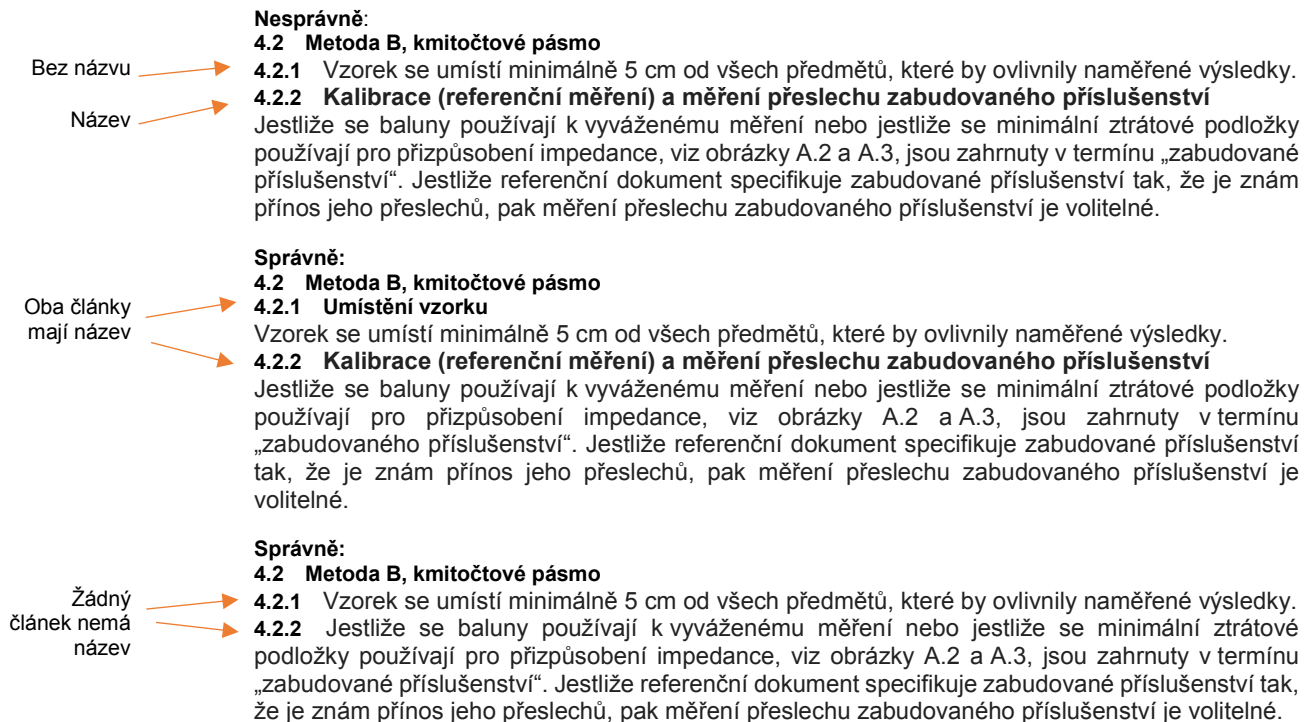 Nesprávně:
4.2 Metoda B, kmitočtové pásmo
Bez názvu
4.2.1 Vzorek se umístí minimálně 5 cm od všech předmětů, které by ovlivnily naměřené výsledky.
Název
4.2.2 Kalibrace (referenční měření) a měření přeslechu zabudovaného příslušenství
Jestliže se baluny používají k vyváženému měření nebo jestliže se minimální ztrátové podložky
používají pro přizpůsobení impedance, viz obrázky A.2 a A.3, jsou zahrnuty v termínu „zabudované
příslušenství“. Jestliže referenční dokument specifikuje zabudované příslušenství tak, že je znám
přínos jeho přeslechů, pak měření přeslechu zabudovaného příslušenství je volitelné.
Správně:
4.2 Metoda B, kmitočtové pásmo
Oba články
mají název
4.2.1 Umístění vzorku
Vzorek se umístí minimálně 5 cm od všech předmětů, které by ovlivnily naměřené výsledky.
4.2.2 Kalibrace (referenční měření) a měření přeslechu zabudovaného příslušenství
Jestliže se baluny používají k vyváženému měření nebo jestliže se minimální ztrátové podložky
používají pro přizpůsobení impedance, viz obrázky A.2 a A.3, jsou zahrnuty v termínu
„zabudovaného příslušenství“. Jestliže referenční dokument specifikuje zabudované příslušenství
tak, že je znám přínos jeho přeslechů, pak měření přeslechu zabudovaného příslušenství je
volitelné.
Správně:
4.2 Metoda B, kmitočtové pásmo
Žádný
článek nemá
název
4.2.1 Vzorek se umístí minimálně 5 cm od všech předmětů, které by ovlivnily naměřené výsledky.
4.2.2 Jestliže se baluny používají k vyváženému měření nebo jestliže se minimální ztrátové
podložky používají pro přizpůsobení impedance, viz obrázky A.2 a A.3, jsou zahrnuty v termínu
„zabudované příslušenství“. Jestliže referenční dokument specifikuje zabudované příslušenství tak,
že je znám přínos jeho přeslechů, pak měření přeslechu zabudovaného příslušenství je volitelné.